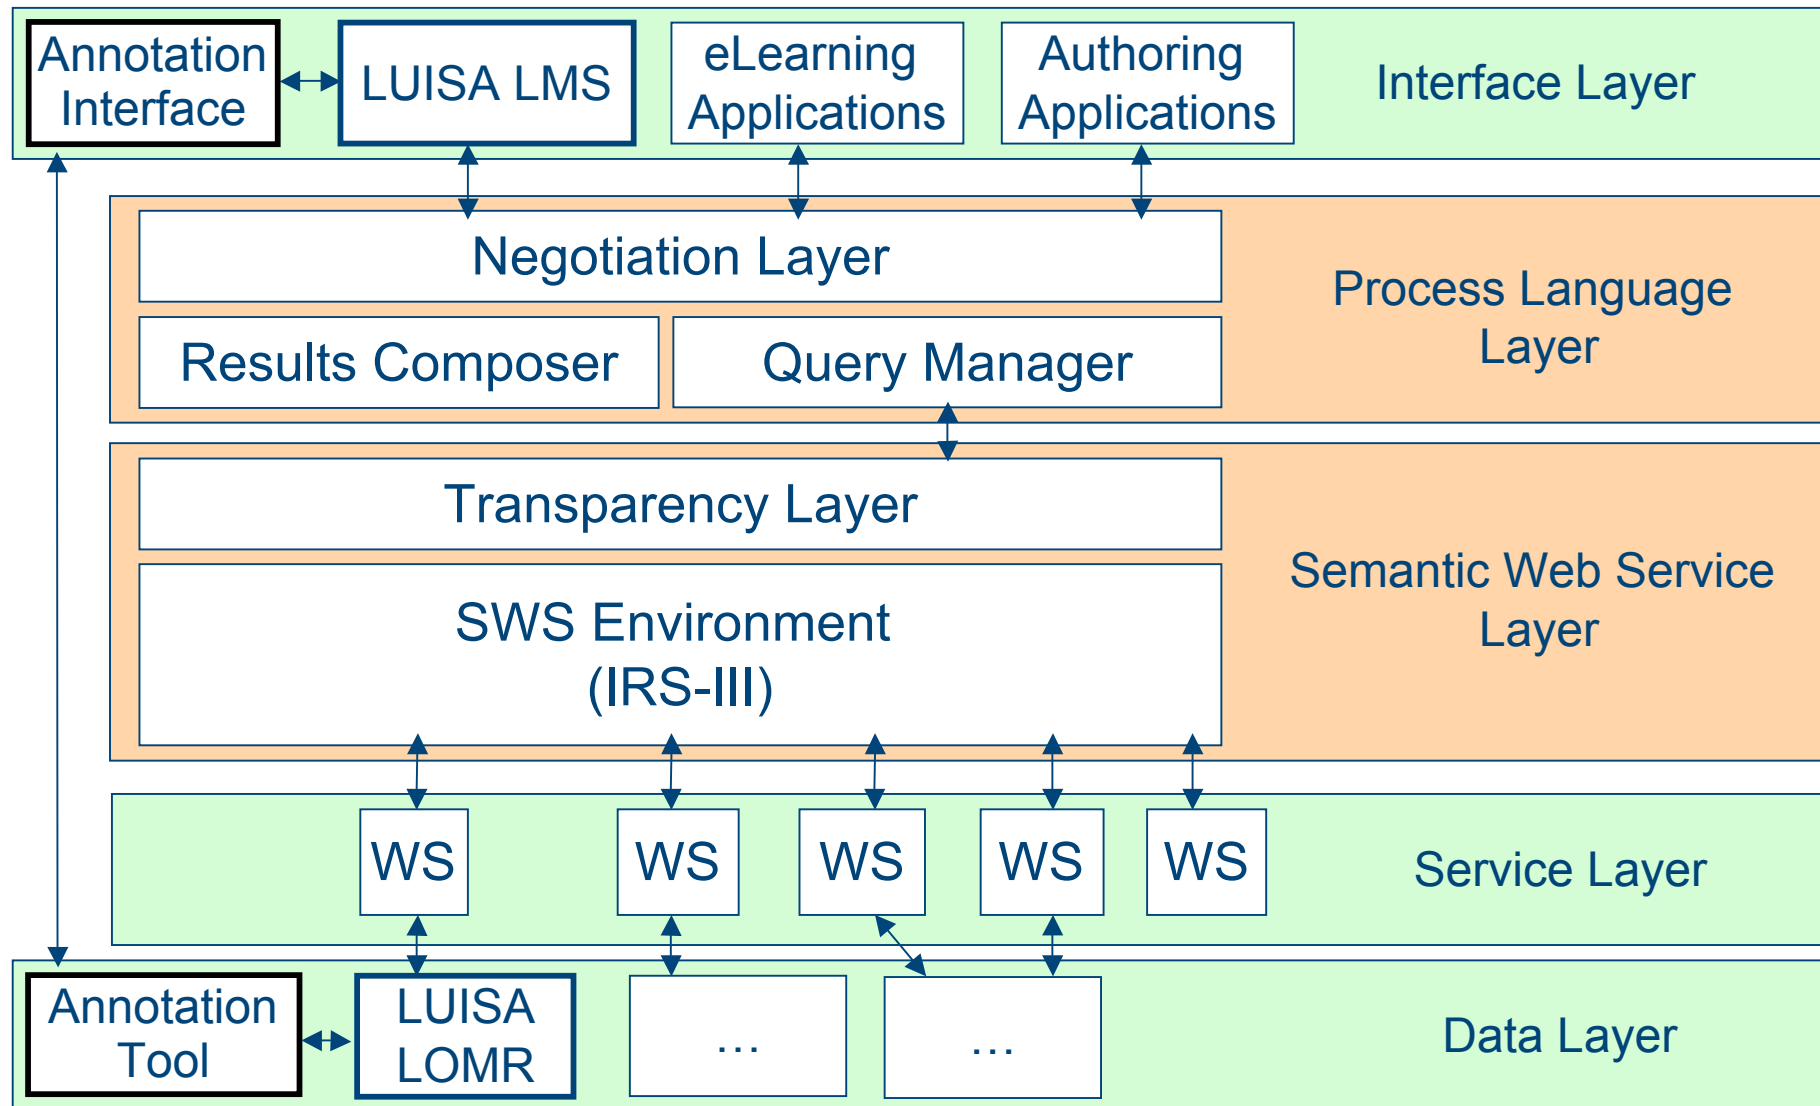 Annotation
Interface
LUISA LMS
eLearning
Applications
Authoring
Applications
Interface Layer
Negotiation Layer
Results Composer
Query Manager
Process Language
Layer
Transparency Layer
SWS Environment
(IRS-III)
Semantic Web Service
Layer
WS
WS
WS
WS
WS
Service Layer
Annotation
Tool
LUISA
LOMR
...
...
Data Layer